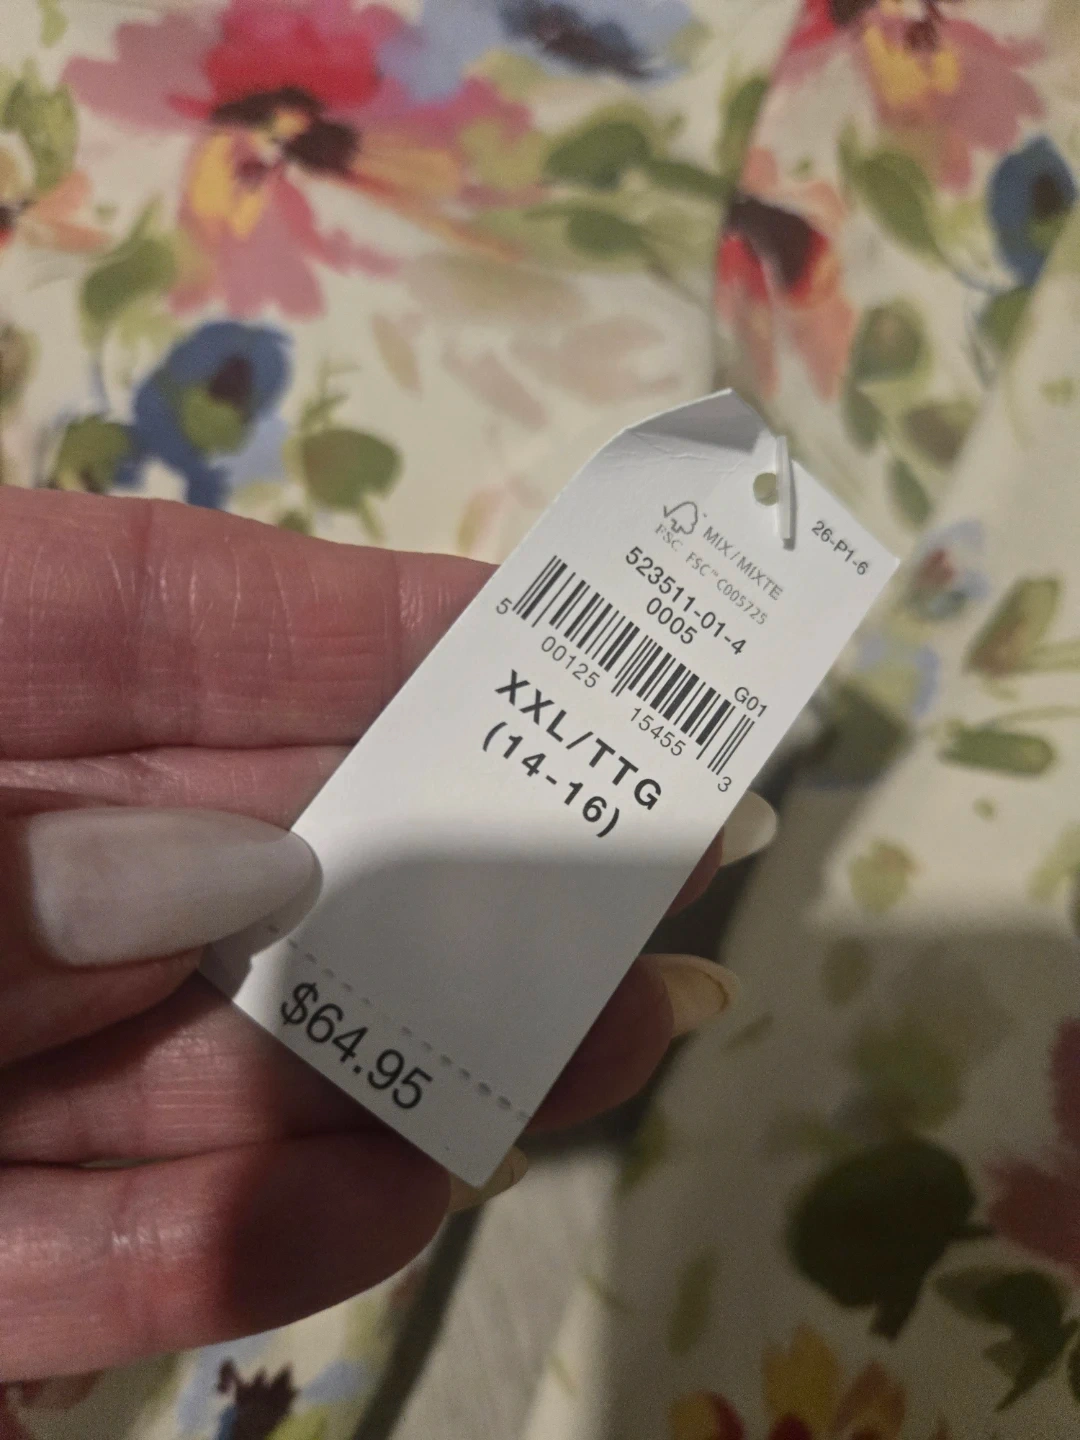 26-P1-6
MIX / MIXTE
FSC FSC™ C005725
523511-01-4
0005
G01
5 00125 15455 3
XXL/TTG
(14-16)
$64.95